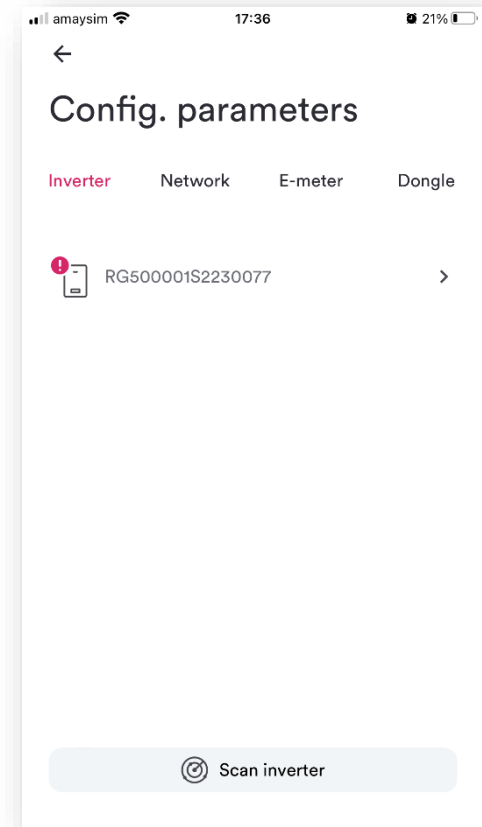 amaysim 17:36 21%
Config. parameters
Inverter Network E-meter Dongle
RG500001S2230077
Scan inverter